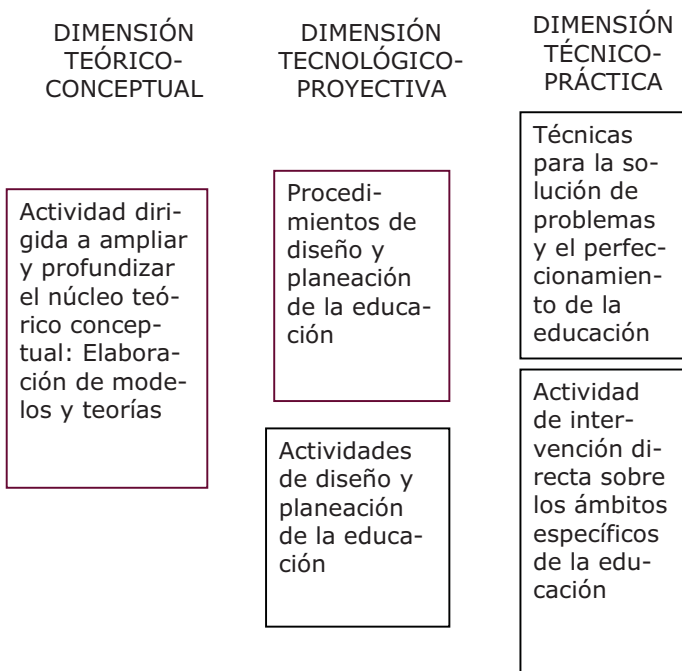 DIMENSIÓN
TEÓRICO-
CONCEPTUAL
DIMENSIÓN
TECNOLÓGICO-
PROYECTIVA
DIMENSIÓN
TÉCNICO-
PRÁCTICA
Actividad diri-
gida a ampliar
y profundizar
el núcleo teó-
rico concep-
tual: Elabora-
ción de mode-
los y teorías
Procedi-
mientos de
diseño y
planeación
de la educa-
ción
Actividades
de diseño y
planeación
de la educa-
ción
Técnicas
para la so-
lución de
problemas
y el perfec-
cionamien-
to de la
educación
Actividad
de inter-
vención di-
recta sobre
los ámbitos
específicos
de la edu-
cación